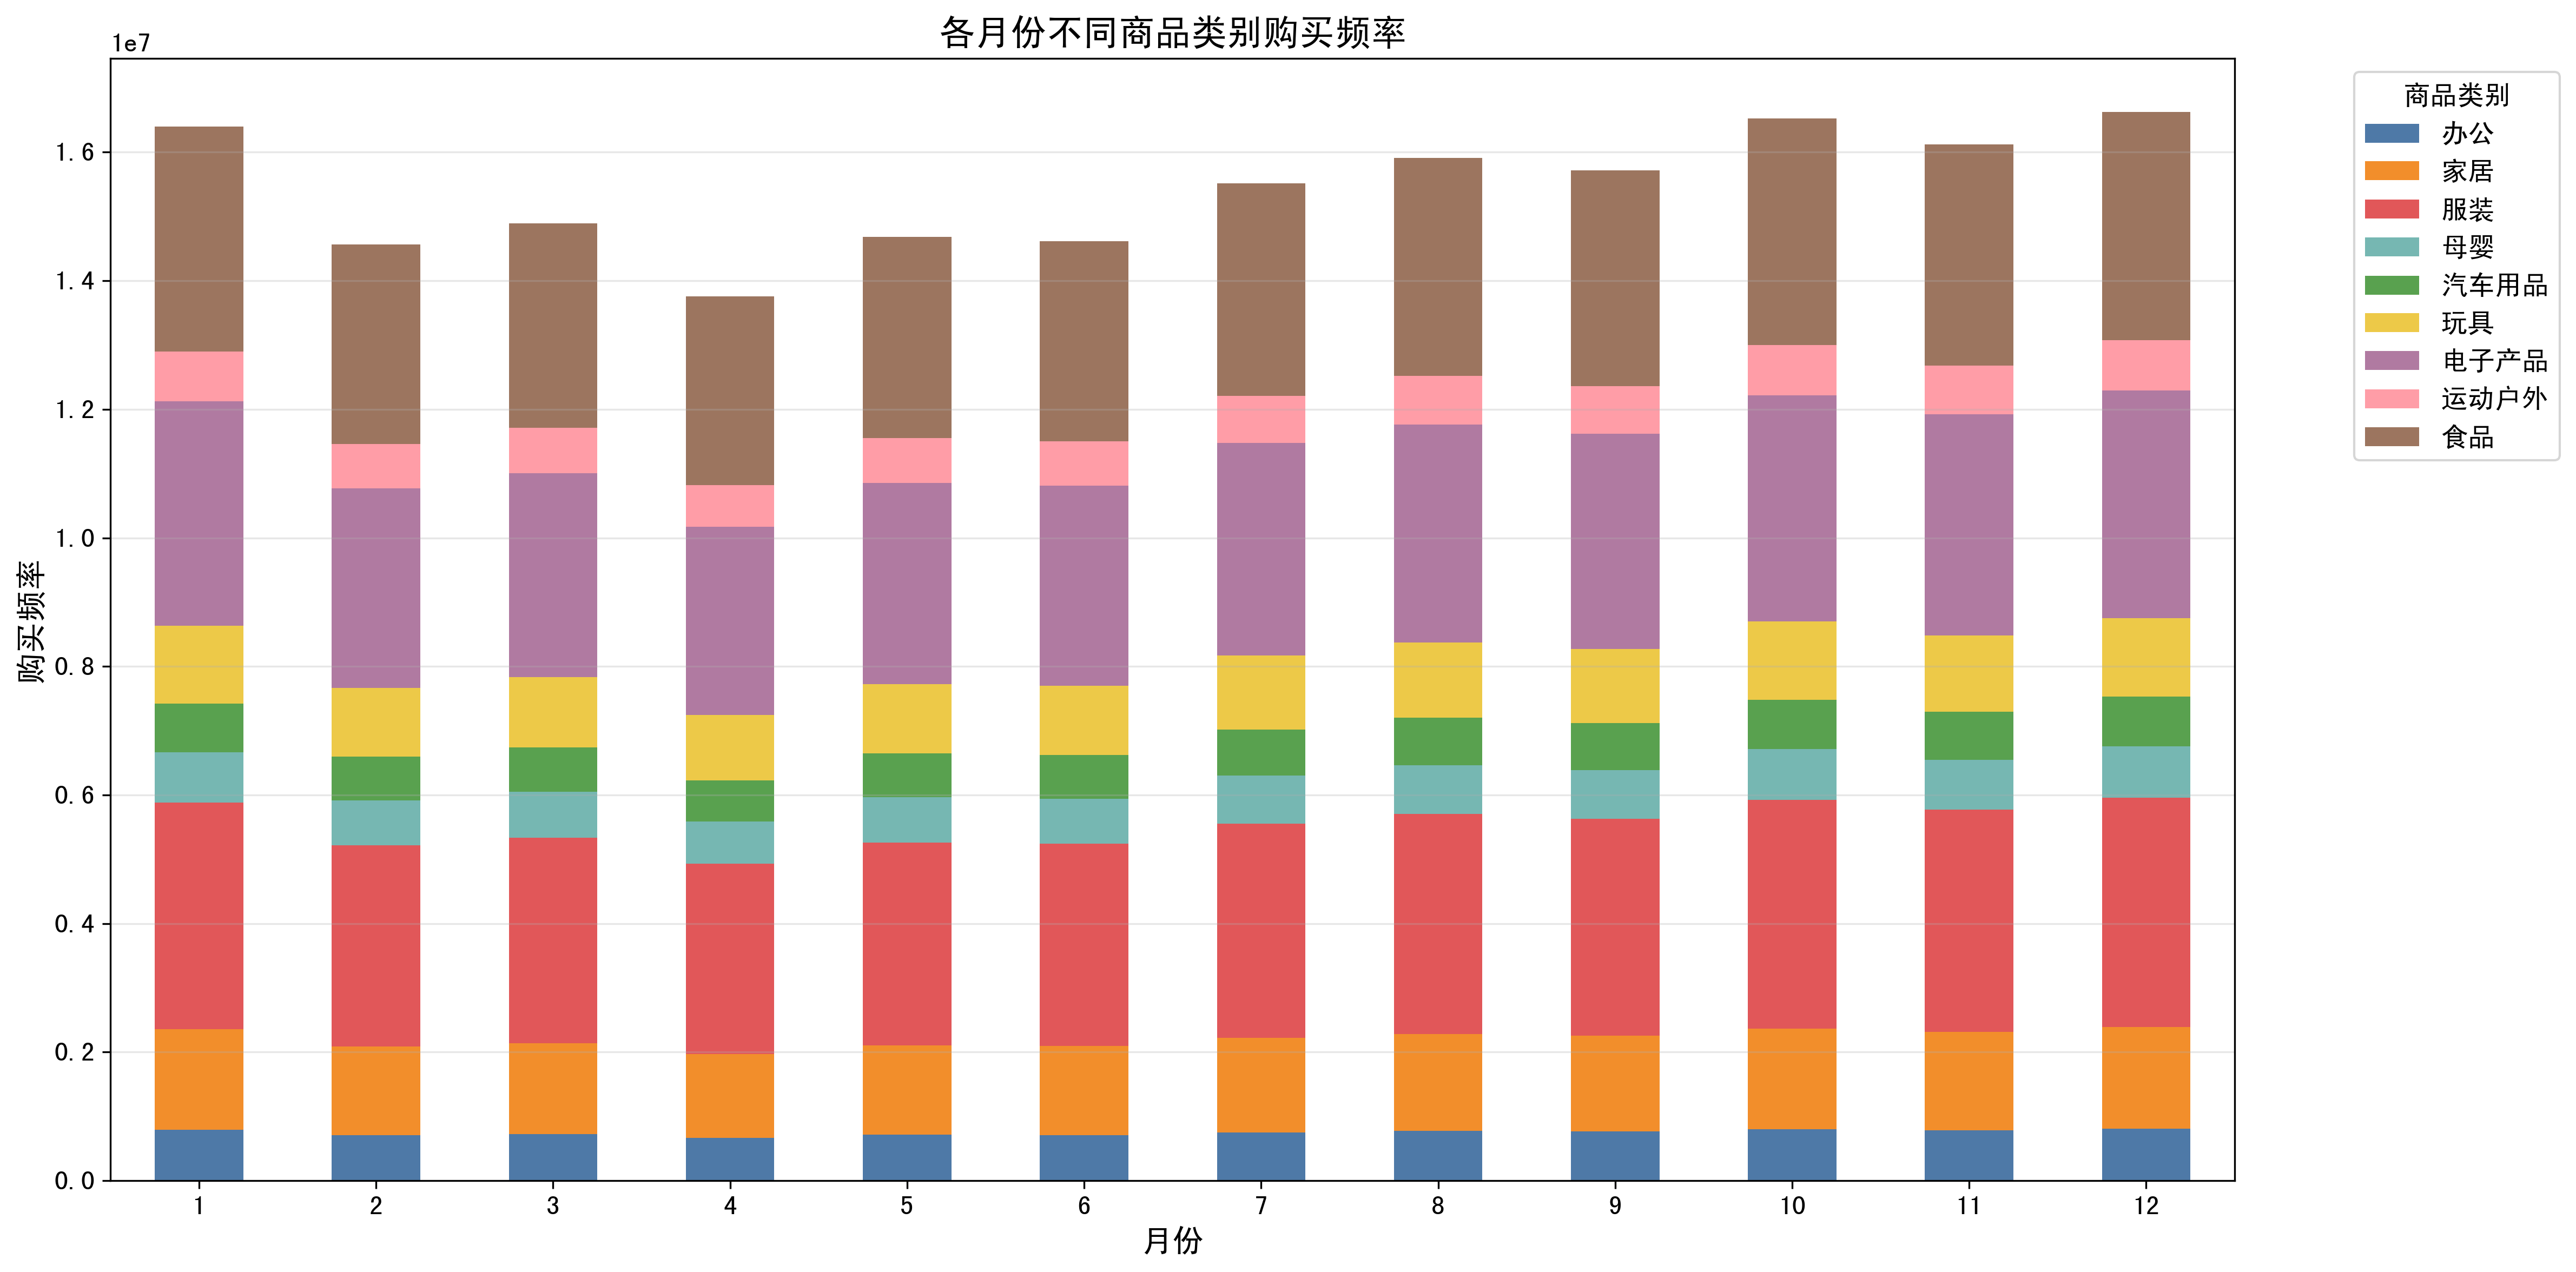 各月份不同商品类别购买频率
1e7
1.6
1.4
1.2
1.0
0.8
0.6
0.4
0.2
0.0
购买频率
1 2 3 4 5 6 7 8 9 10 11 12
月份
商品类别
办公
家居
服装
母婴
汽车用品
玩具
电子产品
运动户外
食品